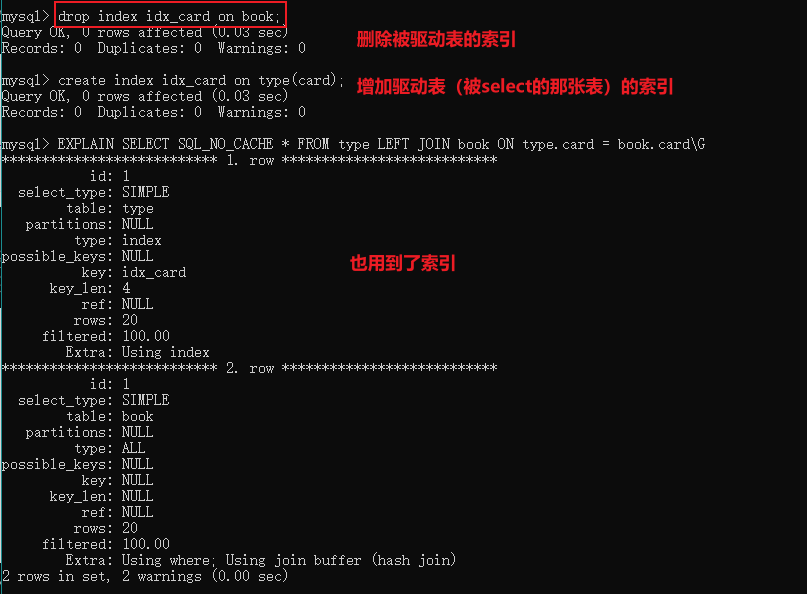 mysql> drop index idx_card on book;
Query OK, 0 rows affected (0.03 sec)
Records: 0  Duplicates: 0  Warnings: 0
删除被驱动表的索引
mysql> create index idx_card on type(card);
Query OK, 0 rows affected (0.03 sec)
Records: 0  Duplicates: 0  Warnings: 0
增加驱动表（被select的那张表）的索引
mysql> EXPLAIN SELECT SQL_NO_CACHE * FROM type LEFT JOIN book ON type.card = book.card\G
*************************** 1. row ***************************
id: 1
select_type: SIMPLE
table: type
partitions: NULL
type: index
possible_keys: NULL
key: idx_card
key_len: 4
ref: NULL
rows: 20
filtered: 100.00
Extra: Using index
也用到了索引
*************************** 2. row ***************************
id: 1
select_type: SIMPLE
table: book
partitions: NULL
type: ALL
possible_keys: NULL
key: NULL
key_len: NULL
ref: NULL
rows: 20
filtered: 100.00
Extra: Using where; Using join buffer (hash join)
2 rows in set, 2 warnings (0.00 sec)